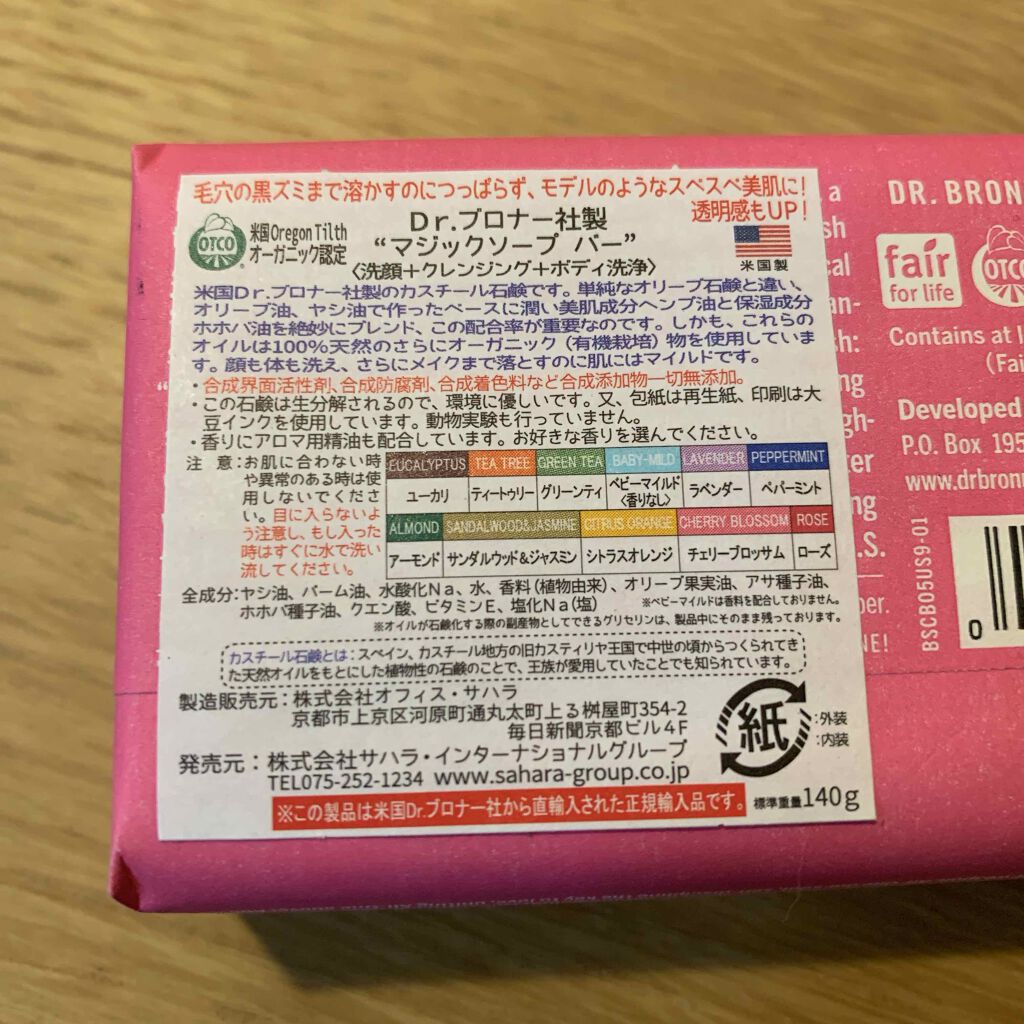 毛穴の黒ズミまで溶かすのにつっぱらず、モデルのようなスベスベ美肌に!
透明感もUP!
OTCO
米国Oregon Tilth
オーガニック認定
Dr.ブロナー社製
“マジックソープ バー”
〈洗顔+クレンジング+ボディ洗浄〉
米国製
米国Dr.ブロナー社製のカスチール石鹸です。単純なオリーブ石鹸と違い、
オリーブ油、ヤシ油で作ったベースに潤い美肌成分ヘンプ油と保湿成分
ホホバ油を絶妙にブレンド、この配合率が重要なのです。しかも、これらの
オイルは100%天然のさらにオーガニック(有機栽培)物を使用していま
す。顔も体も洗え、さらにメイクまで落とすのに肌にはマイルドです。
・合成界面活性剤、合成防腐剤、合成着色料など合成添加物一切無添加。
・この石鹸は生分解されるので、環境に優しいです。又、包紙は再生紙、印刷は大
豆インクを使用しています。動物実験も行っていません。
・香りにアロマ用精油も配合しています。お好きな香りを選んでください。
注 意:お肌に合わない時
や異常のある時は使
用しないでくださ
い。目に入らないよ
う注意し、もし入った
時はすぐに水で洗い
流してください。
EUCALYPTUS TEA TREE GREEN TEA BABY-MILD LAVENDER PEPPERMINT
ユーカリ ティートゥリー グリーンティ ベビーマイルド〈香りなし〉 ラベンダー ペパーミント
ALMOND SANDALWOOD&JASMINE CITRUS ORANGE CHERRY BLOSSOM ROSE
アーモンド サンダルウッド&ジャスミン シトラスオレンジ チェリーブロッサム ローズ
全成分:ヤシ油、パーム油、水酸化Na、水、香料(植物由来)、オリーブ果実油、アサ種子油、
ホホバ種子油、クエン酸、ビタミンE、塩化Na(塩) ※ベビーマイルドは香料を配合しておりません。
※オイルが石鹸化する際の副産物としてできるグリセリンは、製品中にそのまま残っております。
カスチール石鹸とは:スペイン、カスチール地方の旧カスティリヤ王国で中世の頃からつくられてき
た天然オイルをもとにした植物性の石鹸のことで、王族が愛用していたことでも知られています。
製造販売元:株式会社オフィス・サハラ
京都市上京区河原町通丸太町上る桝屋町354-2
毎日新聞京都ビル4F
発売元:株式会社サハラ・インターナショナルグループ
TEL075-252-1234 www.sahara-group.co.jp
紙
:外装
:内装
※この製品は米国Dr.ブロナー社から直輸入された正規輸入品です。 標準重量140g
DR. BRON
fair
for life
OTCO
Contains at l
(Fai
Developed
P.O. Box 195
www.drbronn
BSCB05US9-01
0